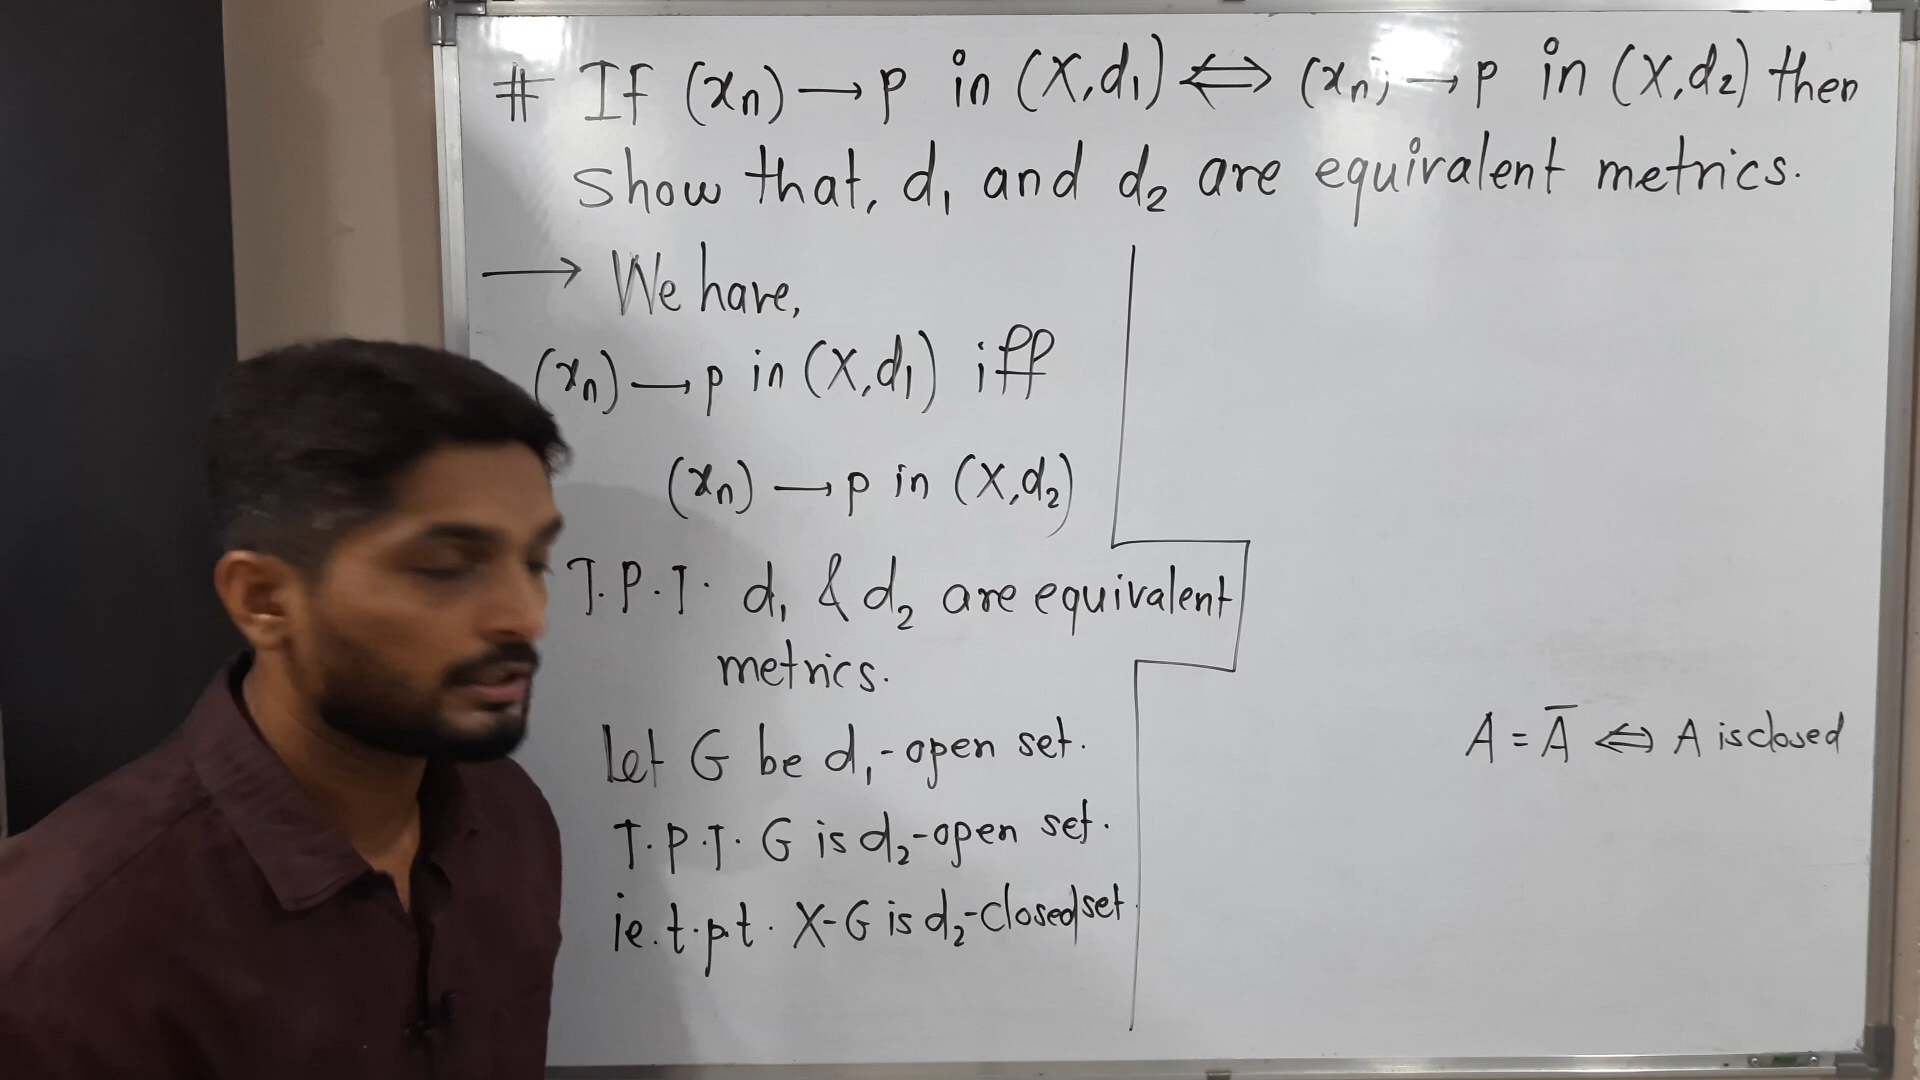 # If (xn) → p in (X,d1) ⇔ (xn) → p in (X,d2) then
show that, d1 and d2 are equivalent metrics.
→ We have,
(xn) → p in (X,d1) iff
(xn) → p in (X,d2)
T.P.T. d1 & d2 are equivalent
metrics.
Let G be d1-open set.
T.P.T. G is d2-open set.
ie. t.p.t. X-G is d2-closed set.
A = A̅ ⇔ A is closed